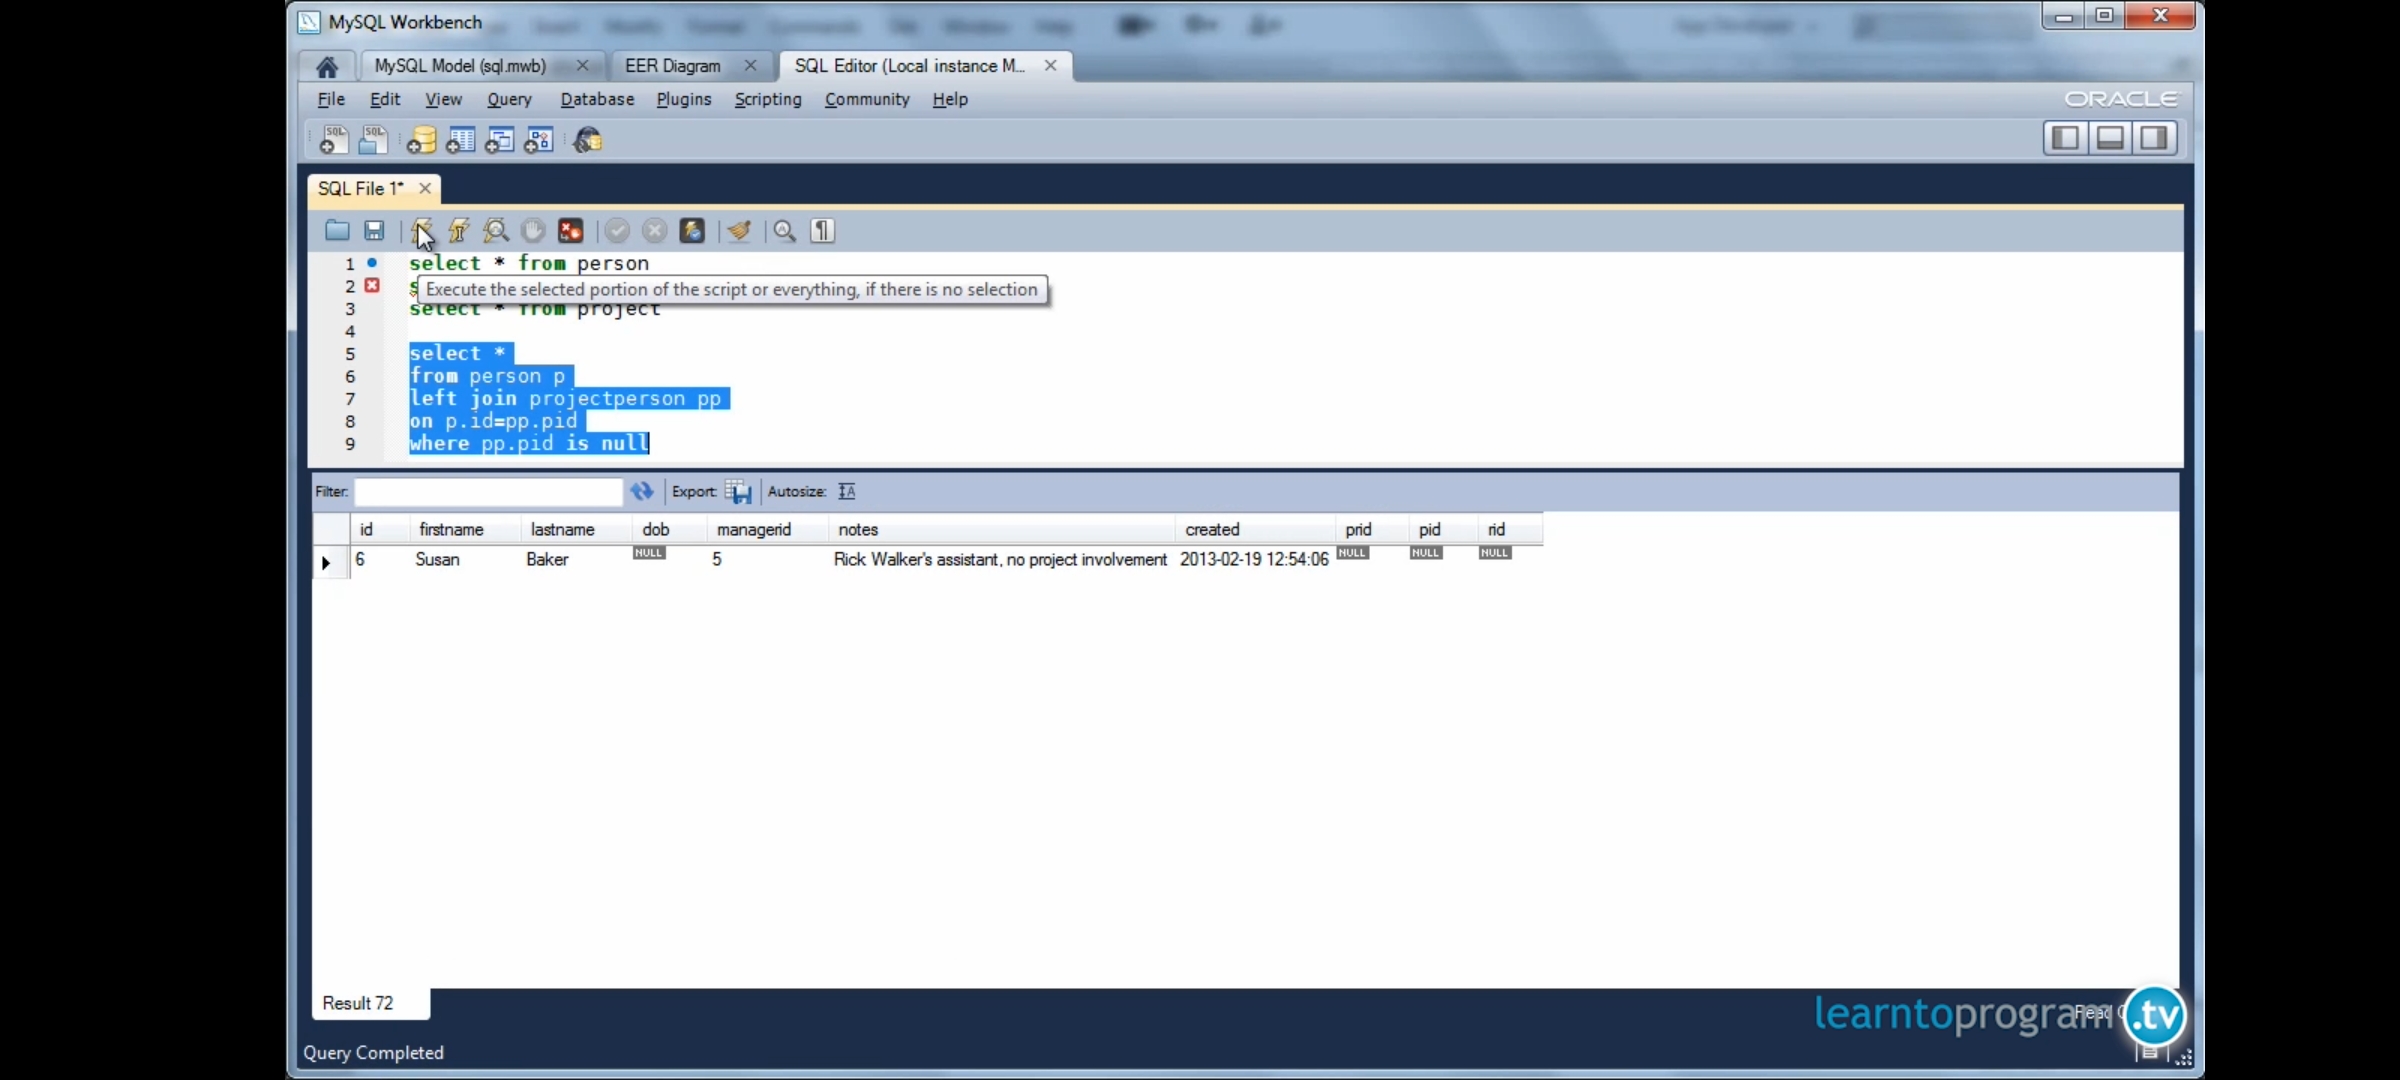 MySQL Workbench
MySQL Model (sql.mwb)
EER Diagram
SQL Editor (Local instance M...
File Edit View Query Database Plugins Scripting Community Help
ORACLE
SQL SQL
SQL File 1*
1 select * from person
2
Execute the selected portion of the script or everything, if there is no selection
3 select * from project
4
5 select *
6 from person p
7 left join projectperson pp
8 on p.id=pp.pid
9 where pp.pid is null
Filter: Export: Autosize:
id firstname lastname dob managerid notes created prid pid rid
6 Susan Baker NULL 5 Rick Walker's assistant, no project involvement 2013-02-19 12:54:06 NULL NULL NULL
Result 72
learntoprogram.tv
Query Completed